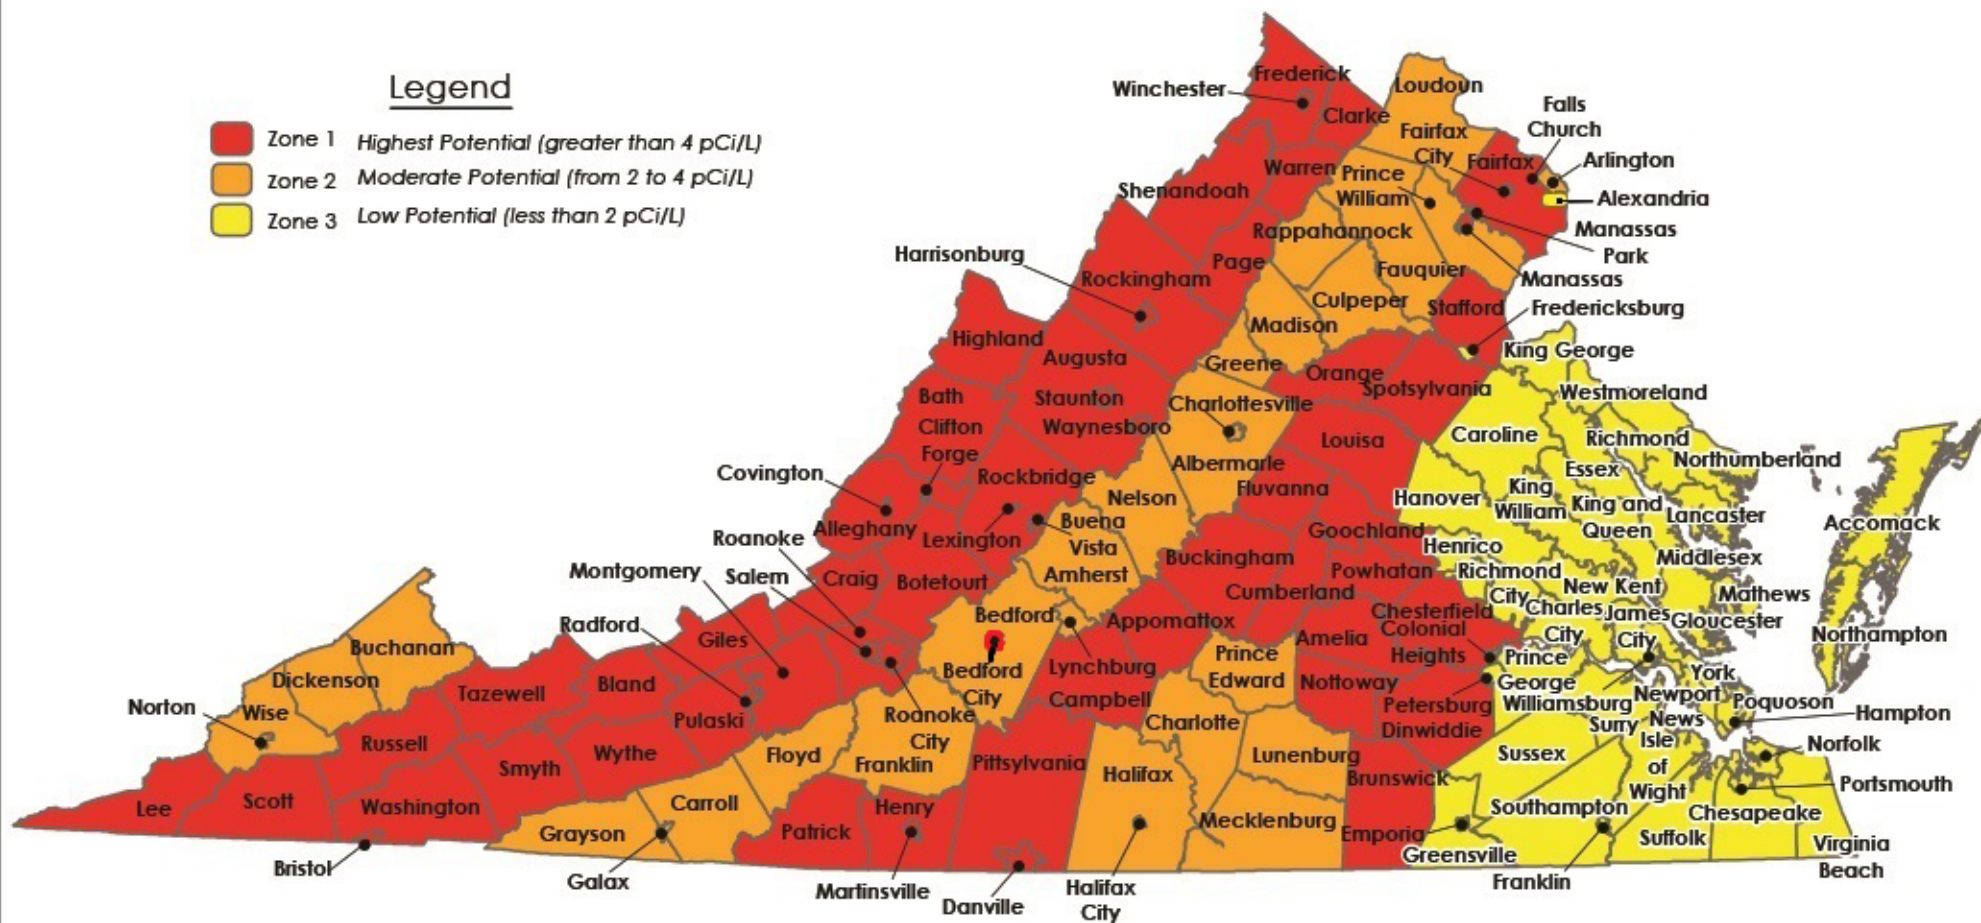 Legend
Zone 1 Highest Potential (greater than 4 pCi/L)
Zone 2 Moderate Potential (from 2 to 4 pCi/L)
Zone 3 Low Potential (less than 2 pCi/L)
Frederick
Winchester
Clarke
Loudoun
Falls
Church
Fairfax
City
Fairfax
Arlington
Warren
Prince
William
Shenandoah
Alexandria
Rappahannock
Manassas
Park
Harrisonburg
Page
Rockingham
Fauquier
Manassas
Culpeper
Stafford
Fredericksburg
Madison
Highland
Augusta
Greene
King George
Orange
Spotsylvania
Westmoreland
Bath
Staunton
Charlottesville
Clifton
Forge
Waynesboro
Louisa
Caroline
Richmond
Northumberland
Essex
Covington
Rockbridge
Albermarle
Nelson
Fluvanna
Hanover
King
William
King and
Queen
Lancaster
Accomack
Alleghany
Buena
Vista
Lexington
Goochland
Roanoke
Henrico
Middlesex
Buckingham
Montgomery
Salem
Craig
Botetourt
Amherst
Powhatan
Richmond
City
New Kent
Mathews
Cumberland
Charles
City
James
City
Gloucester
Chesterfield
Radford
Giles
Bedford
Appomattox
Amelia
Colonial
Heights
Northampton
Buchanan
Dickenson
Tazewell
Bland
Bedford
City
Lynchburg
Prince
Edward
Nottoway
Prince
George
York
Norton
Wise
Pulaski
Campbell
Petersburg
Williamsburg
Newport
News
Poquoson
Hampton
Roanoke
City
Charlotte
Dinwiddie
Surry
Russell
Wythe
Floyd
Franklin
Pittsylvania
Lunenburg
Sussex
Isle
of
Wight
Norfolk
Smyth
Halifax
Brunswick
Portsmouth
Lee
Scott
Washington
Carroll
Henry
Southampton
Chesapeake
Grayson
Patrick
Mecklenburg
Emporia
Suffolk
Virginia
Beach
Greensville
Bristol
Galax
Martinsville
Danville
Halifax
City
Franklin